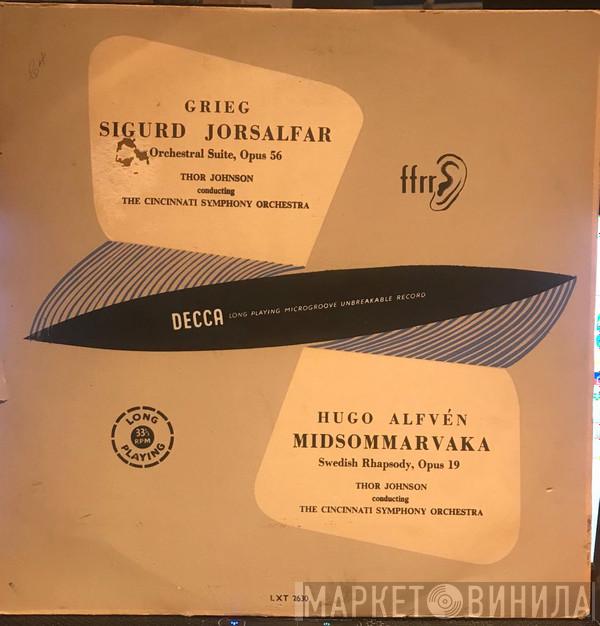 GRIEG
SIGURD JORSALFAR
Orchestral Suite, Opus 56
THOR JOHNSON
conducting
THE CINCINNATI SYMPHONY ORCHESTRA
ffrr
DECCA LONG PLAYING MICROGROOVE UNBREAKABLE RECORD
LONG
33⅓
RPM
PLAYING
HUGO ALFVÉN
MIDSOMMARVAKA
Swedish Rhapsody, Opus 19
THOR JOHNSON
conducting
THE CINCINNATI SYMPHONY ORCHESTRA
LXT 2630
МАРКЕТ ВИНИЛА